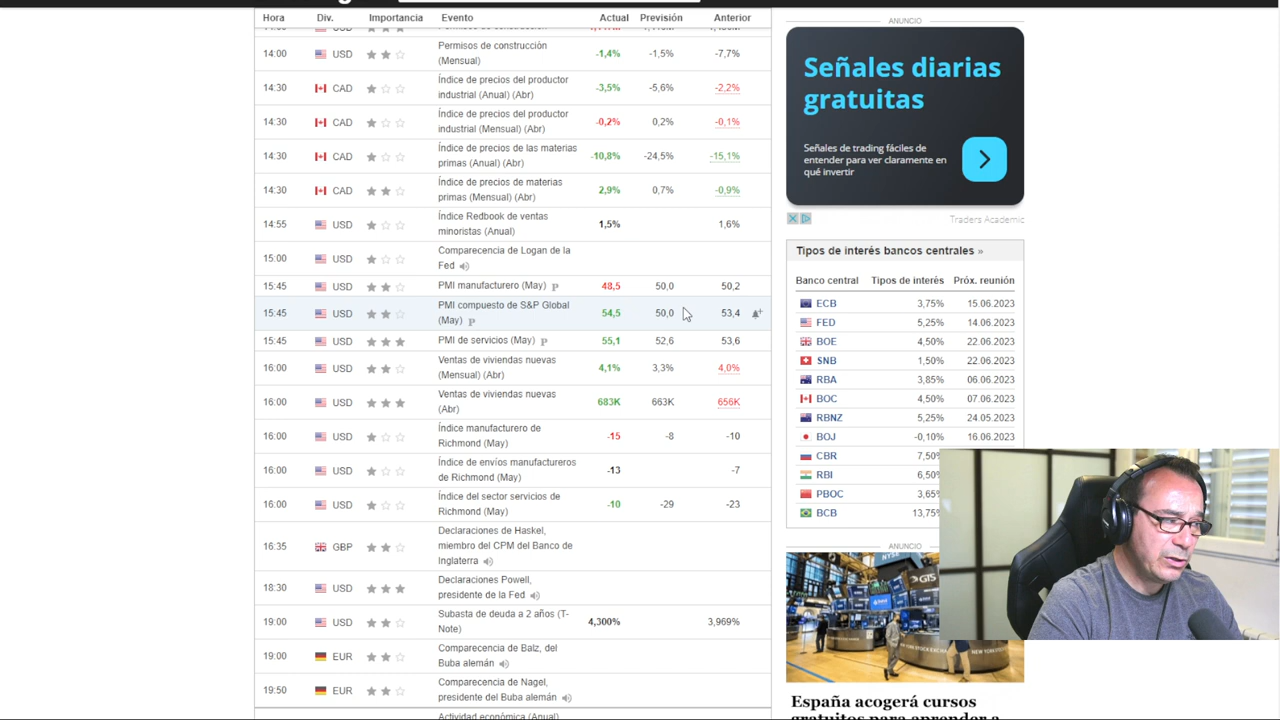 Hora Div. Importancia Evento Actual Previsión Anterior
14:00 USD Permisos de construcción (Mensual) -1,4% -1,5% -7,7%
14:30 CAD Índice de precios del productor industrial (Anual) (Abr) -3,5% -5,6% -2,2%
14:30 CAD Índice de precios del productor industrial (Mensual) (Abr) -0,2% 0,2% -0,1%
14:30 CAD Índice de precios de las materias primas (Anual) (Abr) -10,8% -24,5% -15,1%
14:30 CAD Índice de precios de materias primas (Mensual) (Abr) 2,9% 0,7% -0,9%
14:55 USD Índice Redbook de ventas minoristas (Anual) 1,5% 1,6%
15:00 USD Comparecencia de Logan de la Fed
15:45 USD PMI manufacturero (May) P 48,5 50,0 50,2
15:45 USD PMI compuesto de S&P Global (May) P 54,5 50,0 53,4
15:45 USD PMI de servicios (May) P 55,1 52,6 53,6
16:00 USD Ventas de viviendas nuevas (Mensual) (Abr) 4,1% 3,3% 4,0%
16:00 USD Ventas de viviendas nuevas (Abr) 683K 663K 656K
16:00 USD Índice manufacturero de Richmond (May) -15 -8 -10
16:00 USD Índice de envíos manufactureros de Richmond (May) -13 -7
16:00 USD Índice del sector servicios de Richmond (May) -10 -29 -23
16:35 GBP Declaraciones de Haskel, miembro del CPM del Banco de Inglaterra
18:30 USD Declaraciones Powell, presidente de la Fed
19:00 USD Subasta de deuda a 2 años (T-Note) 4,300% 3,969%
19:00 EUR Comparecencia de Balz, del Buba alemán
19:50 EUR Comparecencia de Nagel, presidente del Buba alemán
Actividad económica (Anual)
ANUNCIO
Señales diarias
gratuitas
Señales de trading fáciles de
entender para ver claramente en
qué invertir
Traders Academic
Tipos de interés bancos centrales »
Banco central Tipos de interés Próx. reunión
ECB 3,75% 15.06.2023
FED 5,25% 14.06.2023
BOE 4,50% 22.06.2023
SNB 1,50% 22.06.2023
RBA 3,85% 06.06.2023
BOC 4,50% 07.06.2023
RBNZ 5,25% 24.05.2023
BOJ -0,10% 16.06.2023
CBR 7,50%
RBI 6,50%
PBOC 3,65%
BCB 13,75%
ANUNCIO
GTS
España acogerá cursos
gratuitos para aprender a